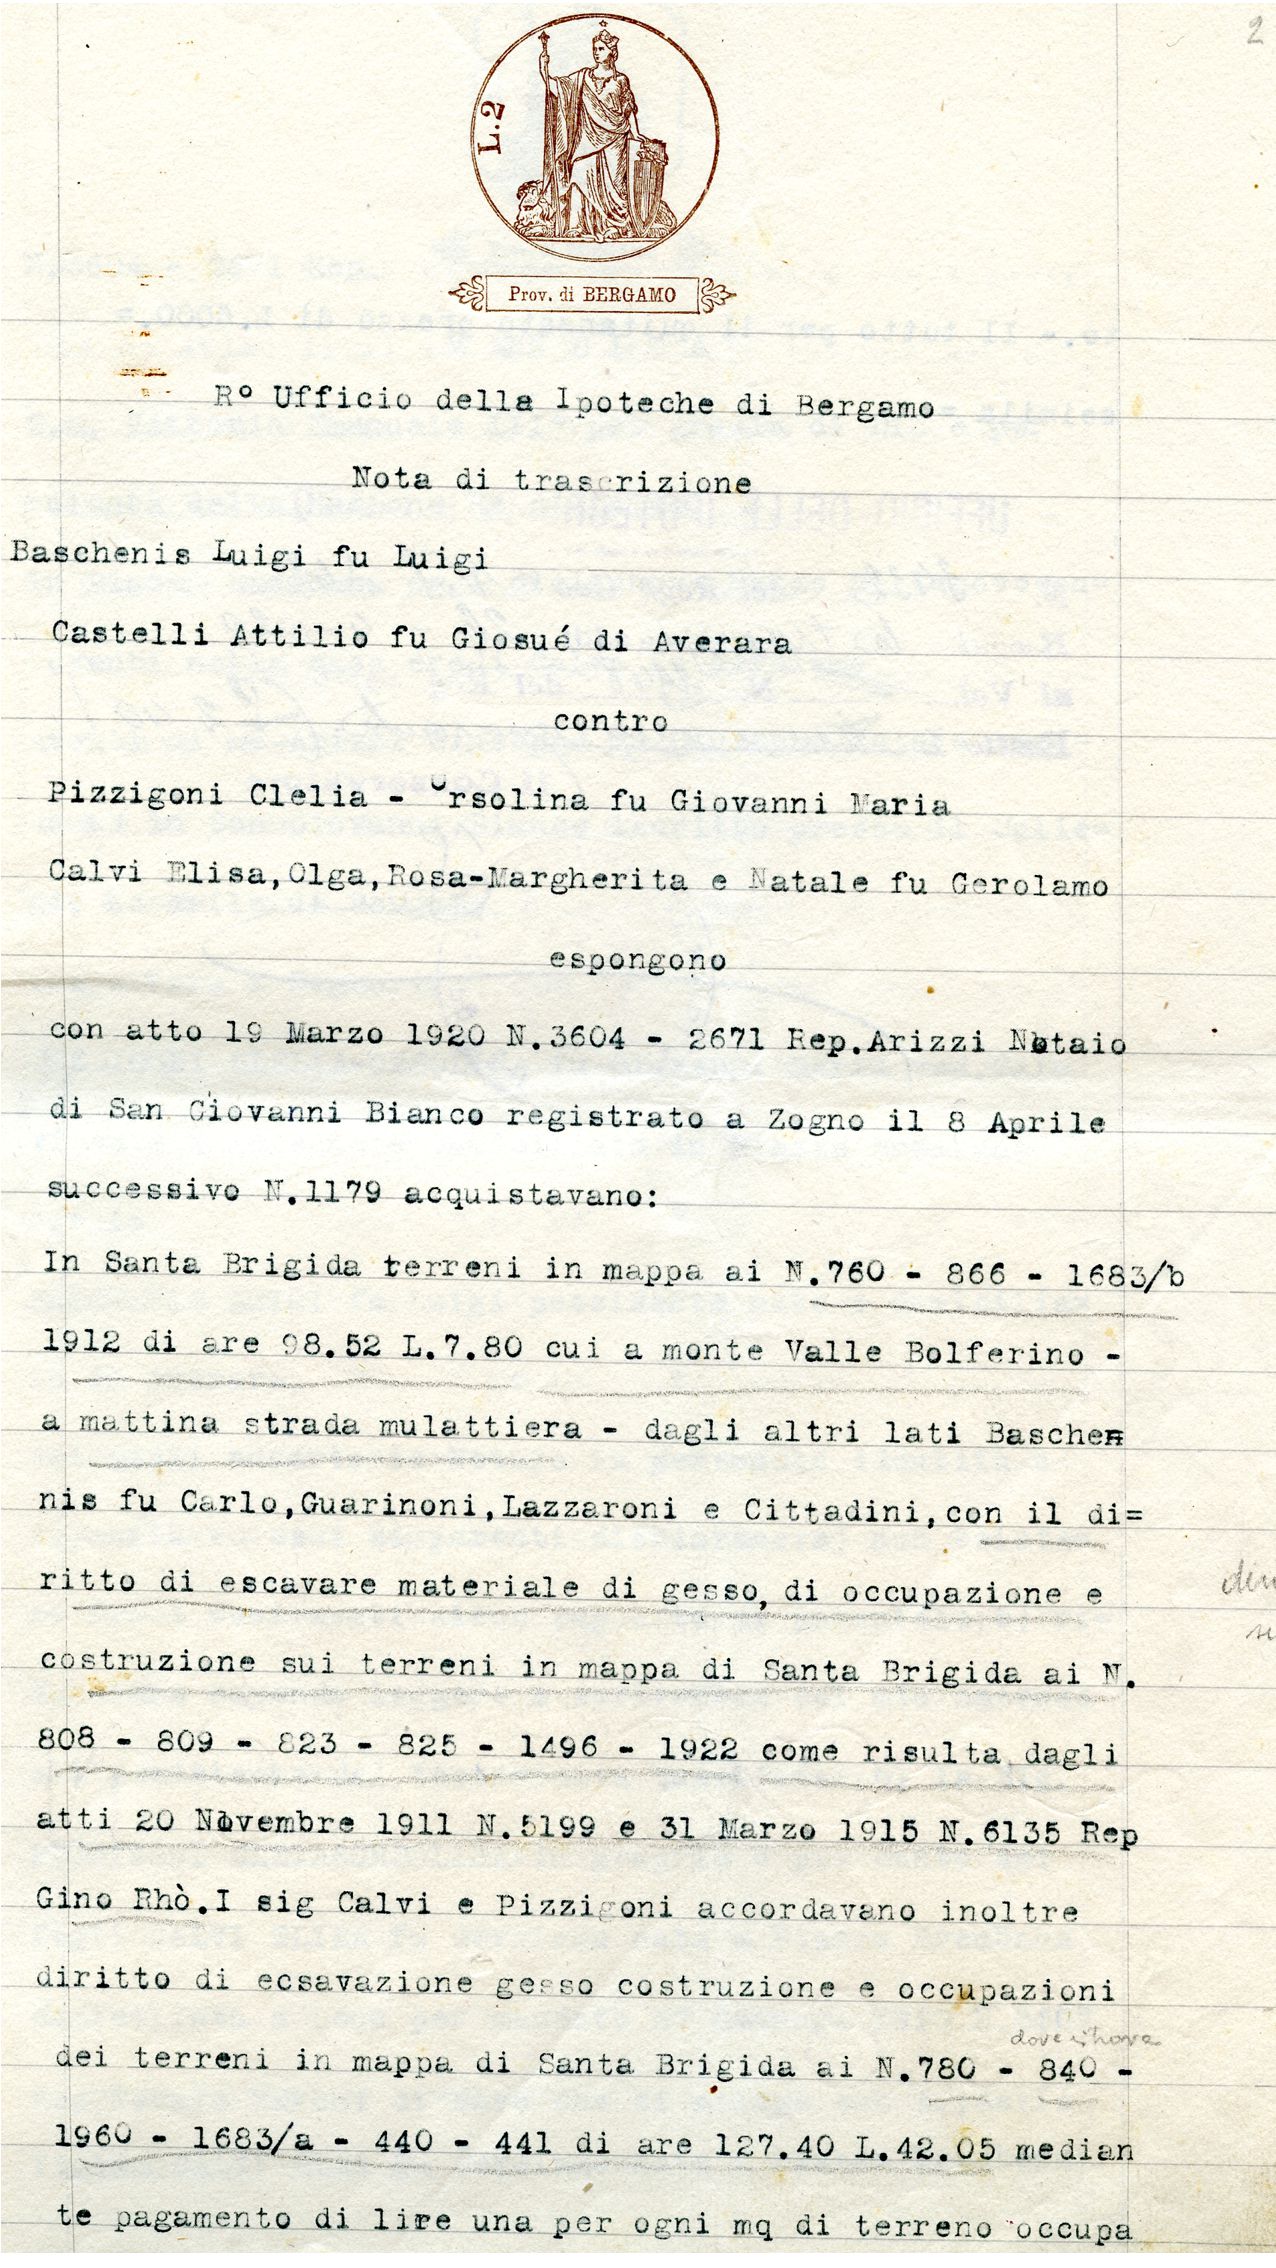 2
L.2
Prov. di BERGAMO
Rº Ufficio della Ipoteche di Bergamo
Nota di trascrizione
Baschenis Luigi fu Luigi
Castelli Attilio fu Giosué di Averara
contro
Pizzigoni Clelia - Ursolina fu Giovanni Maria
Calvi Elisa,Olga,Rosa-Margherita e Natale fu Gerolamo
espongono
con atto 19 Marzo 1920 N.3604 - 2671 Rep.Arizzi Notaio
di San Giovanni Bianco registrato a Zogno il 8 Aprile
successivo N.1179 acquistavano:
In Santa Brigida terreni in mappa ai N.760 - 866 - 1683/b
1912 di are 98.52 L.7.80 cui a monte Valle Bolferino -
a mattina strada mulattiera - dagli altri lati Basche=
nis fu Carlo,Guarinoni,Lazzaroni e Cittadini,con il di=
ritto di escavare materiale di gesso, di occupazione e
costruzione sui terreni in mappa di Santa Brigida ai N.
808 - 809 - 823 - 825 - 1496 - 1922 come risulta dagli
atti 20 Novembre 1911 N.5199 e 31 Marzo 1915 N.6135 Rep
Gino Rhò.I sig Calvi e Pizzigoni accordavano inoltre
diritto di ecsavazione gesso costruzione e occupazioni
dove si trova
dei terreni in mappa di Santa Brigida ai N.780 - 840 -
1960 - 1683/a - 440 - 441 di are 127.40 L.42.05 median
te pagamento di lire una per ogni mq di terreno occupa